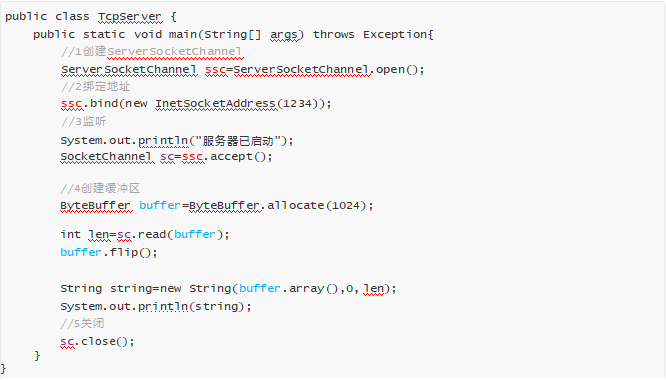 public class TcpServer {
    public static void main(String[] args) throws Exception{
        //1创建ServerSocketChannel
        ServerSocketChannel ssc=ServerSocketChannel.open();
        //2绑定地址
        ssc.bind(new InetSocketAddress(1234));
        //3监听
        System.out.println("服务器已启动");
        SocketChannel sc=ssc.accept();
        //4创建缓冲区
        ByteBuffer buffer=ByteBuffer.allocate(1024);
        int len=sc.read(buffer);
        buffer.flip();
        String string=new String(buffer.array(),0,len);
        System.out.println(string);
        //5关闭
        sc.close();
    }
}